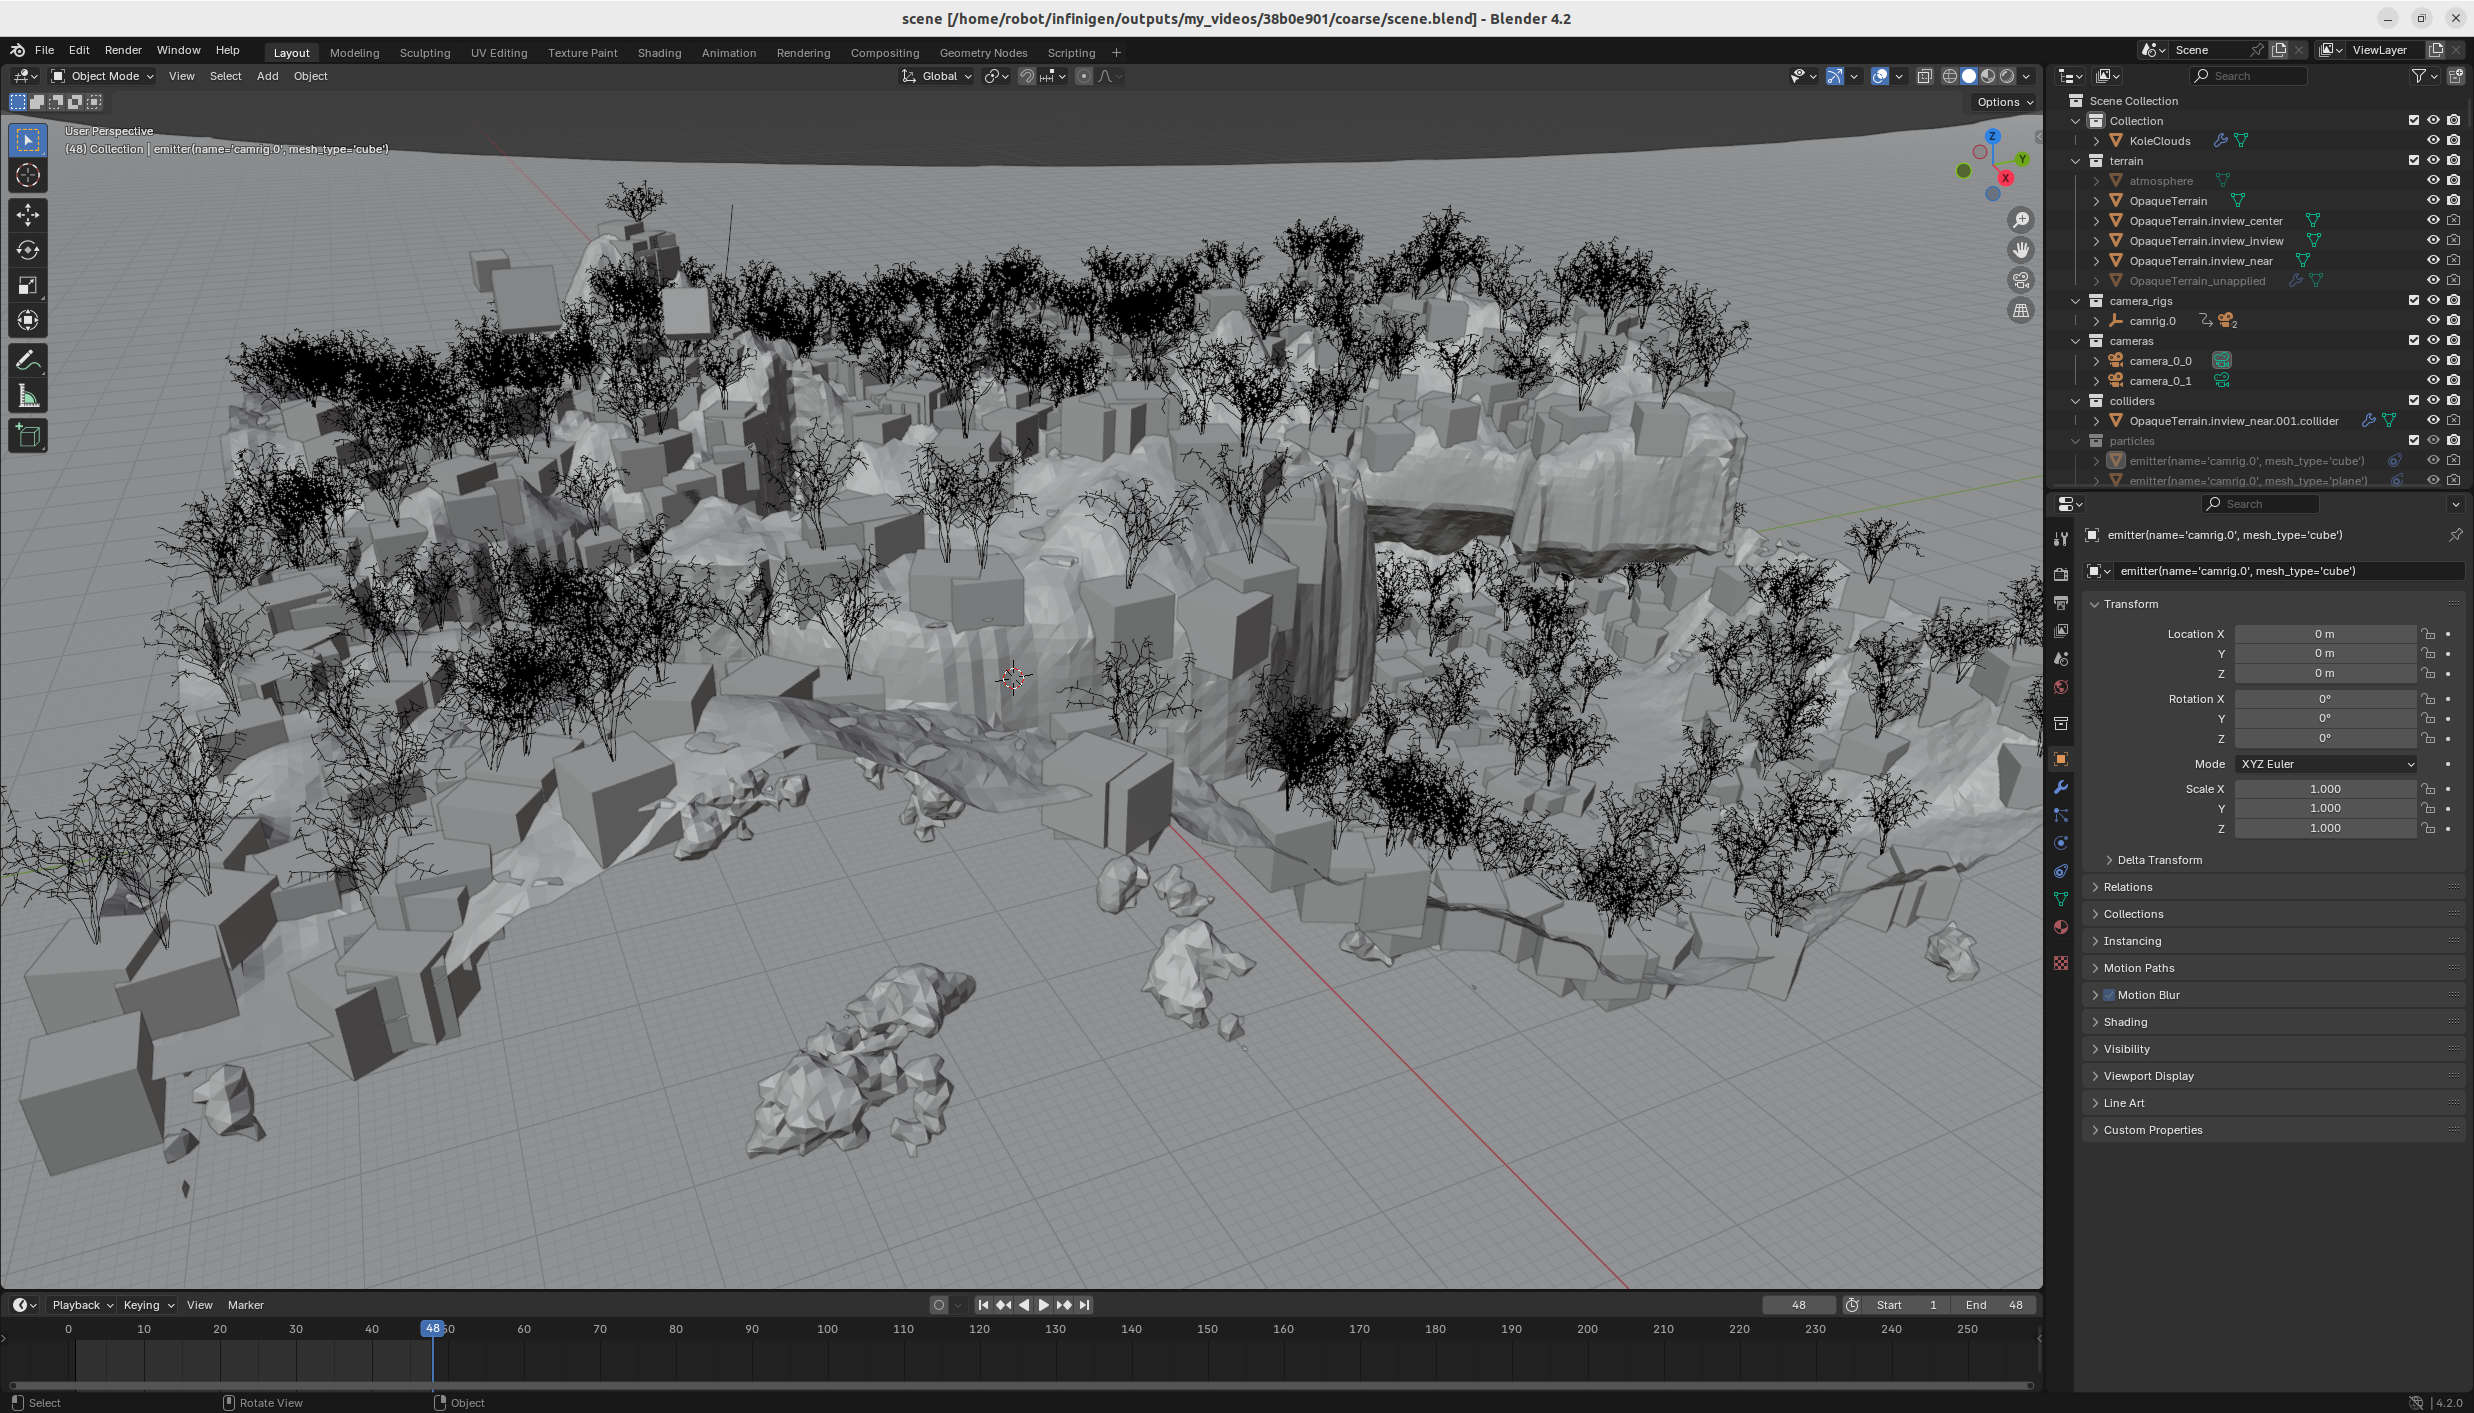 scene [/home/robot/infinigen/outputs/my_videos/38b0e901/coarse/scene.blend] - Blender 4.2
File Edit Render Window Help Layout Modeling Sculpting UV Editing Texture Paint Shading Animation Rendering Compositing Geometry Nodes Scripting + Scene ViewLayer
Object Mode View Select Add Object Global Search
Options
User Perspective
(48) Collection | emitter(name='camrig.0', mesh_type='cube')
Z
Y
X
Scene Collection
Collection
KoleClouds
terrain
atmosphere
OpaqueTerrain
OpaqueTerrain.inview_center
OpaqueTerrain.inview_inview
OpaqueTerrain.inview_near
OpaqueTerrain_unapplied
camera_rigs
camrig.0 2
cameras
camera_0_0
camera_0_1
colliders
OpaqueTerrain.inview_near.001.collider
particles
emitter(name='camrig.0', mesh_type='cube')
emitter(name='camrig.0', mesh_type='plane')
Search
emitter(name='camrig.0', mesh_type='cube')
emitter(name='camrig.0', mesh_type='cube')
Transform
Location X 0 m
Y 0 m
Z 0 m
Rotation X 0°
Y 0°
Z 0°
Mode XYZ Euler
Scale X 1.000
Y 1.000
Z 1.000
Delta Transform
Relations
Collections
Instancing
Motion Paths
Motion Blur
Shading
Visibility
Viewport Display
Line Art
Custom Properties
Playback Keying View Marker 48 Start 1 End 48
0 10 20 30 40 48 50 60 70 80 90 100 110 120 130 140 150 160 170 180 190 200 210 220 230 240 250
Select Rotate View Object 4.2.0